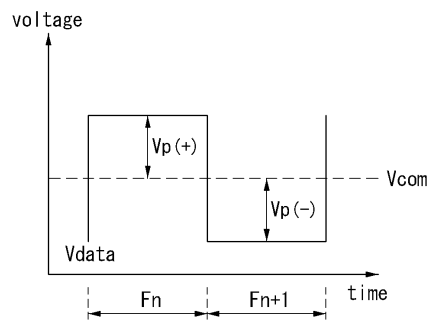 voltage
Vp(+)
Vcom
Vp(-)
Vdata
time
Fn
Fn+1